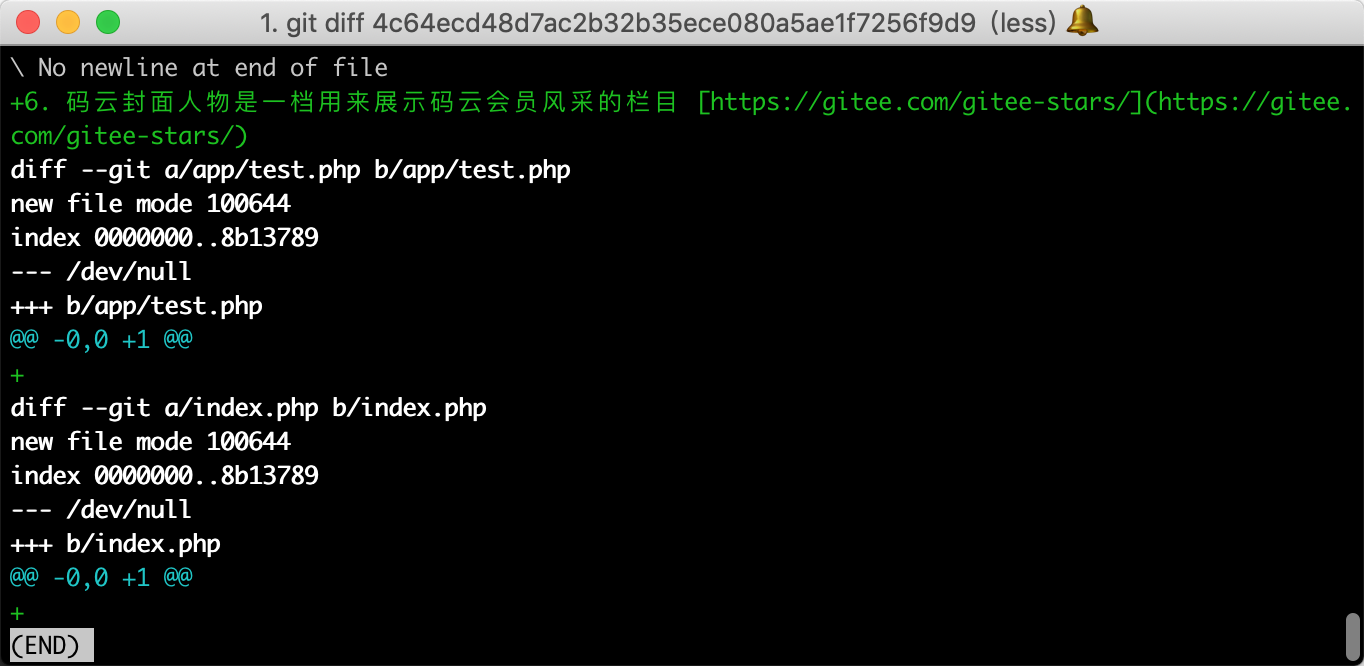 1. git diff 4c64ecd48d7ac2b32b35ece080a5ae1f7256f9d9 (less)
\ No newline at end of file
+6. 码云封面人物是一档用来展示码云会员风采的栏目 [https://gitee.com/gitee-stars/](https://gitee.
com/gitee-stars/)
diff --git a/app/test.php b/app/test.php
new file mode 100644
index 0000000..8b13789
--- /dev/null
+++ b/app/test.php
@@ -0,0 +1 @@
+
diff --git a/index.php b/index.php
new file mode 100644
index 0000000..8b13789
--- /dev/null
+++ b/index.php
@@ -0,0 +1 @@
+
(END)